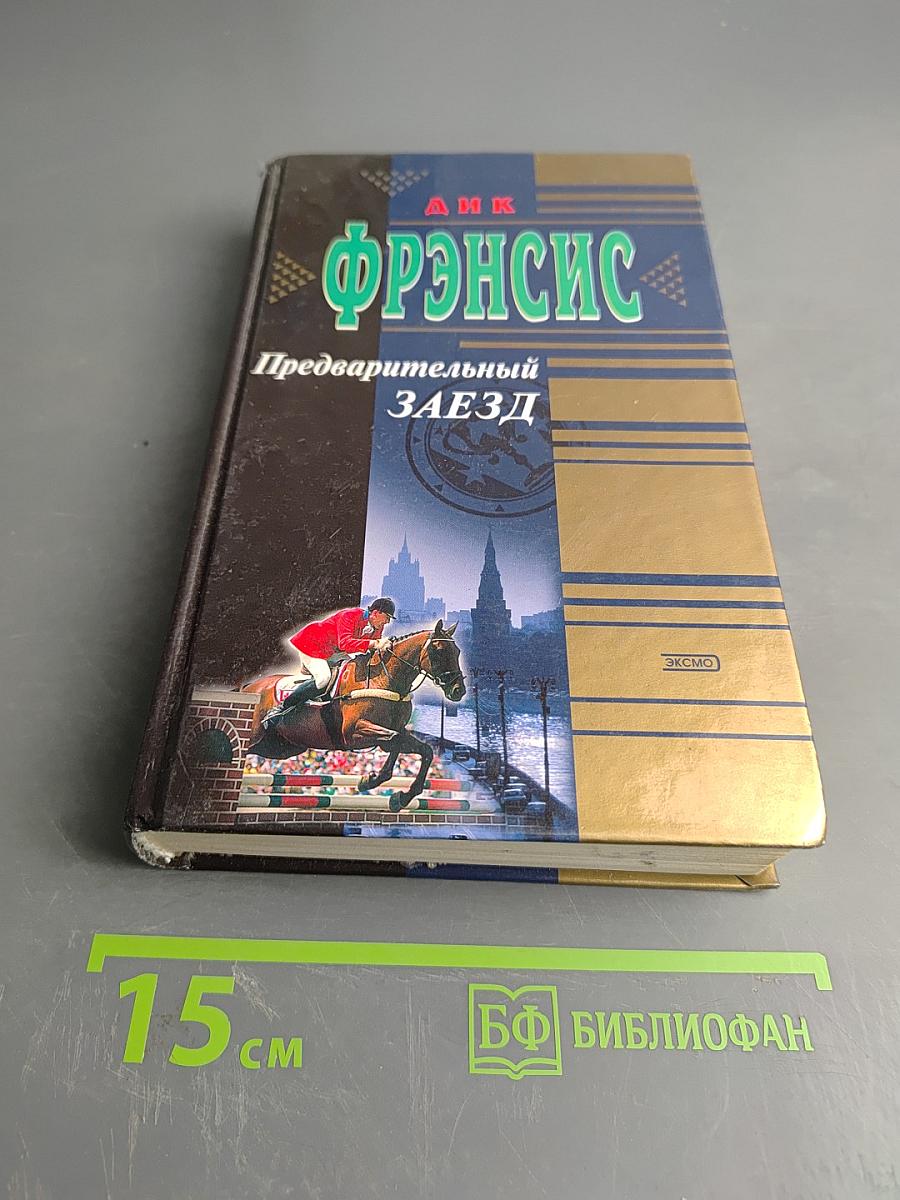 ДИК
ФРЭНСИС
Предварительный
ЗАЕЗД
ЭКСМО
15 см
БФ БИБЛИОФАН